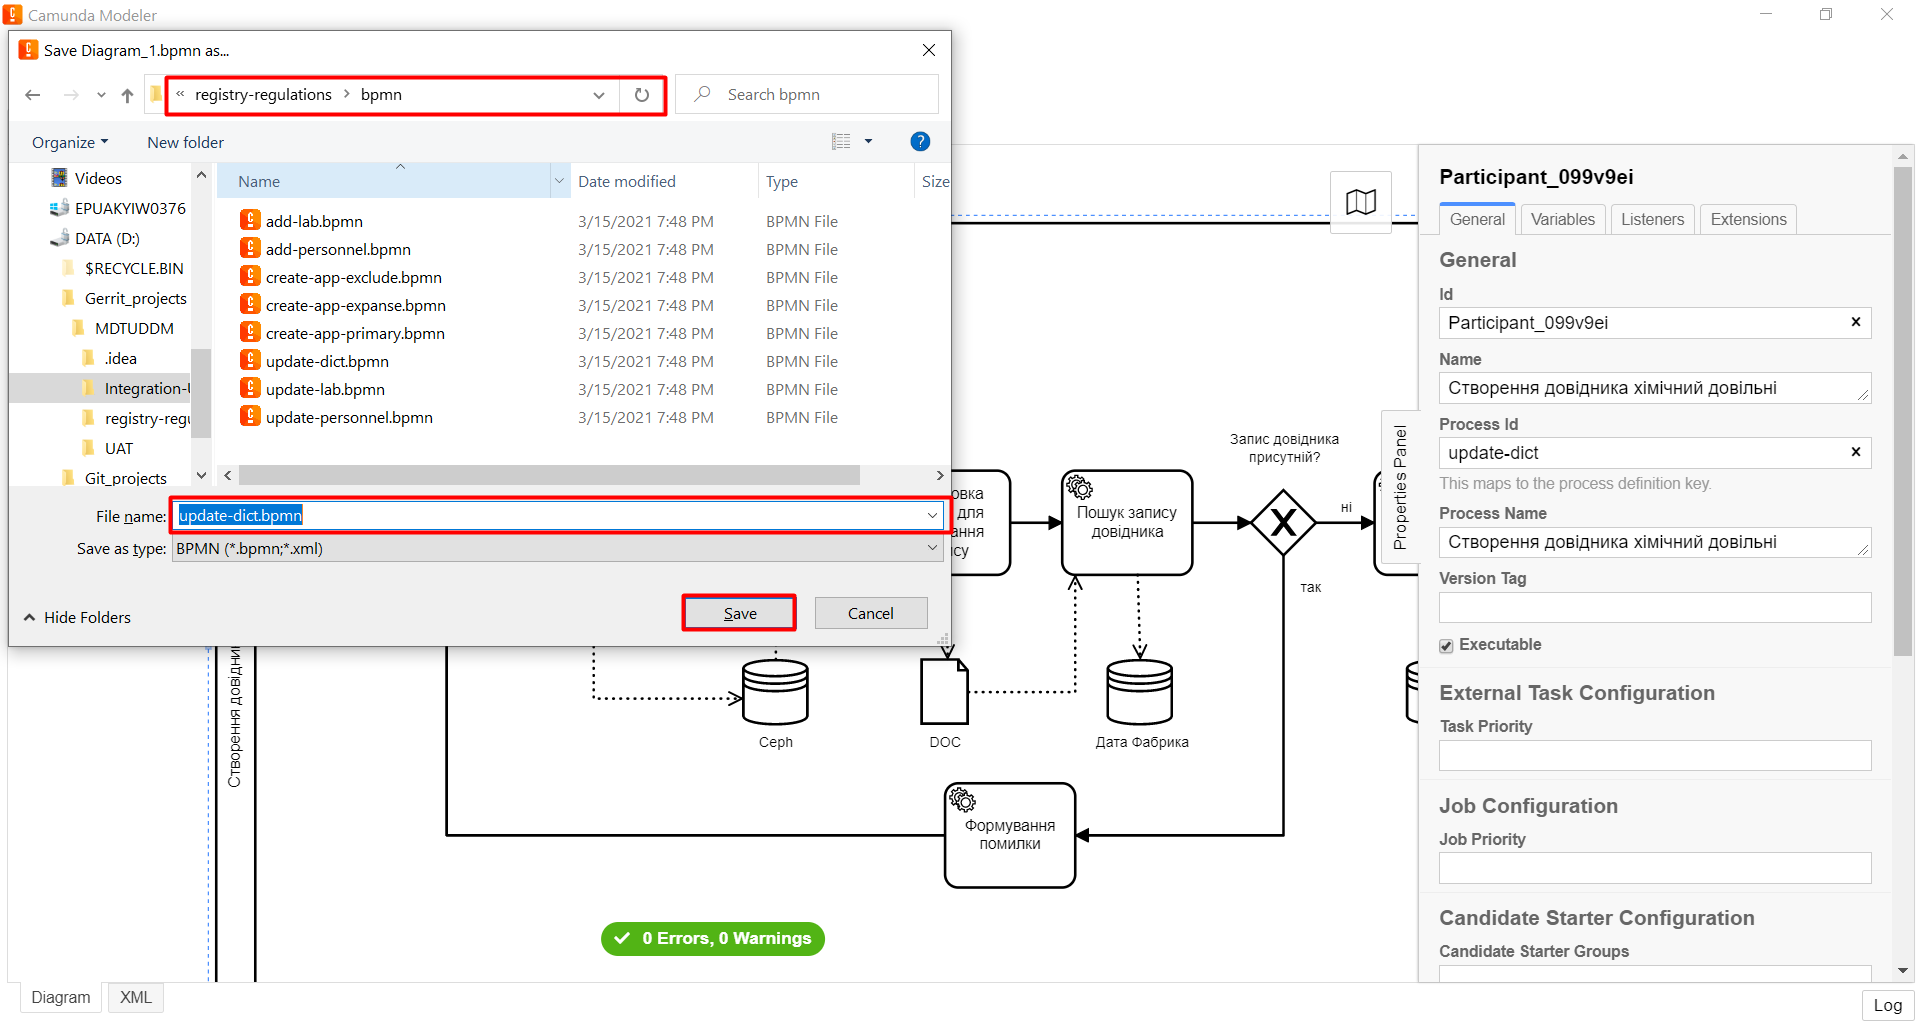 Camunda Modeler
Save Diagram_1.bpmn as...
« registry-regulations > bpmn
Search bpmn
Organize
New folder
?
Videos
EPUAKYIW0376
DATA (D:)
$RECYCLE.BIN
Gerrit_projects
MDTUDDM
.idea
Integration-U
registry-regu
UAT
Git_projects
Name Date modified Type Size
add-lab.bpmn 3/15/2021 7:48 PM BPMN File
add-personnel.bpmn 3/15/2021 7:48 PM BPMN File
create-app-exclude.bpmn 3/15/2021 7:48 PM BPMN File
create-app-expanse.bpmn 3/15/2021 7:48 PM BPMN File
create-app-primary.bpmn 3/15/2021 7:48 PM BPMN File
update-dict.bpmn 3/15/2021 7:48 PM BPMN File
update-lab.bpmn 3/15/2021 7:48 PM BPMN File
update-personnel.bpmn 3/15/2021 7:48 PM BPMN File
File name: update-dict.bpmn
Save as type: BPMN (*.bpmn;*.xml)
Hide Folders
Save
Cancel
овка
для
ання
су
Пошук запису
довідника
Запис довідника
присутній?
ні
так
Створення довідник
Ceph
DOC
Дата Фабрика
Формування
помилки
0 Errors, 0 Warnings
Diagram
XML
Properties Panel
Participant_099v9ei
General Variables Listeners Extensions
General
Id
Participant_099v9ei
Name
Створення довідника хімічний довільні
Process Id
update-dict
This maps to the process definition key.
Process Name
Створення довідника хімічний довільні
Version Tag
Executable
External Task Configuration
Task Priority
Job Configuration
Job Priority
Candidate Starter Configuration
Candidate Starter Groups
Log